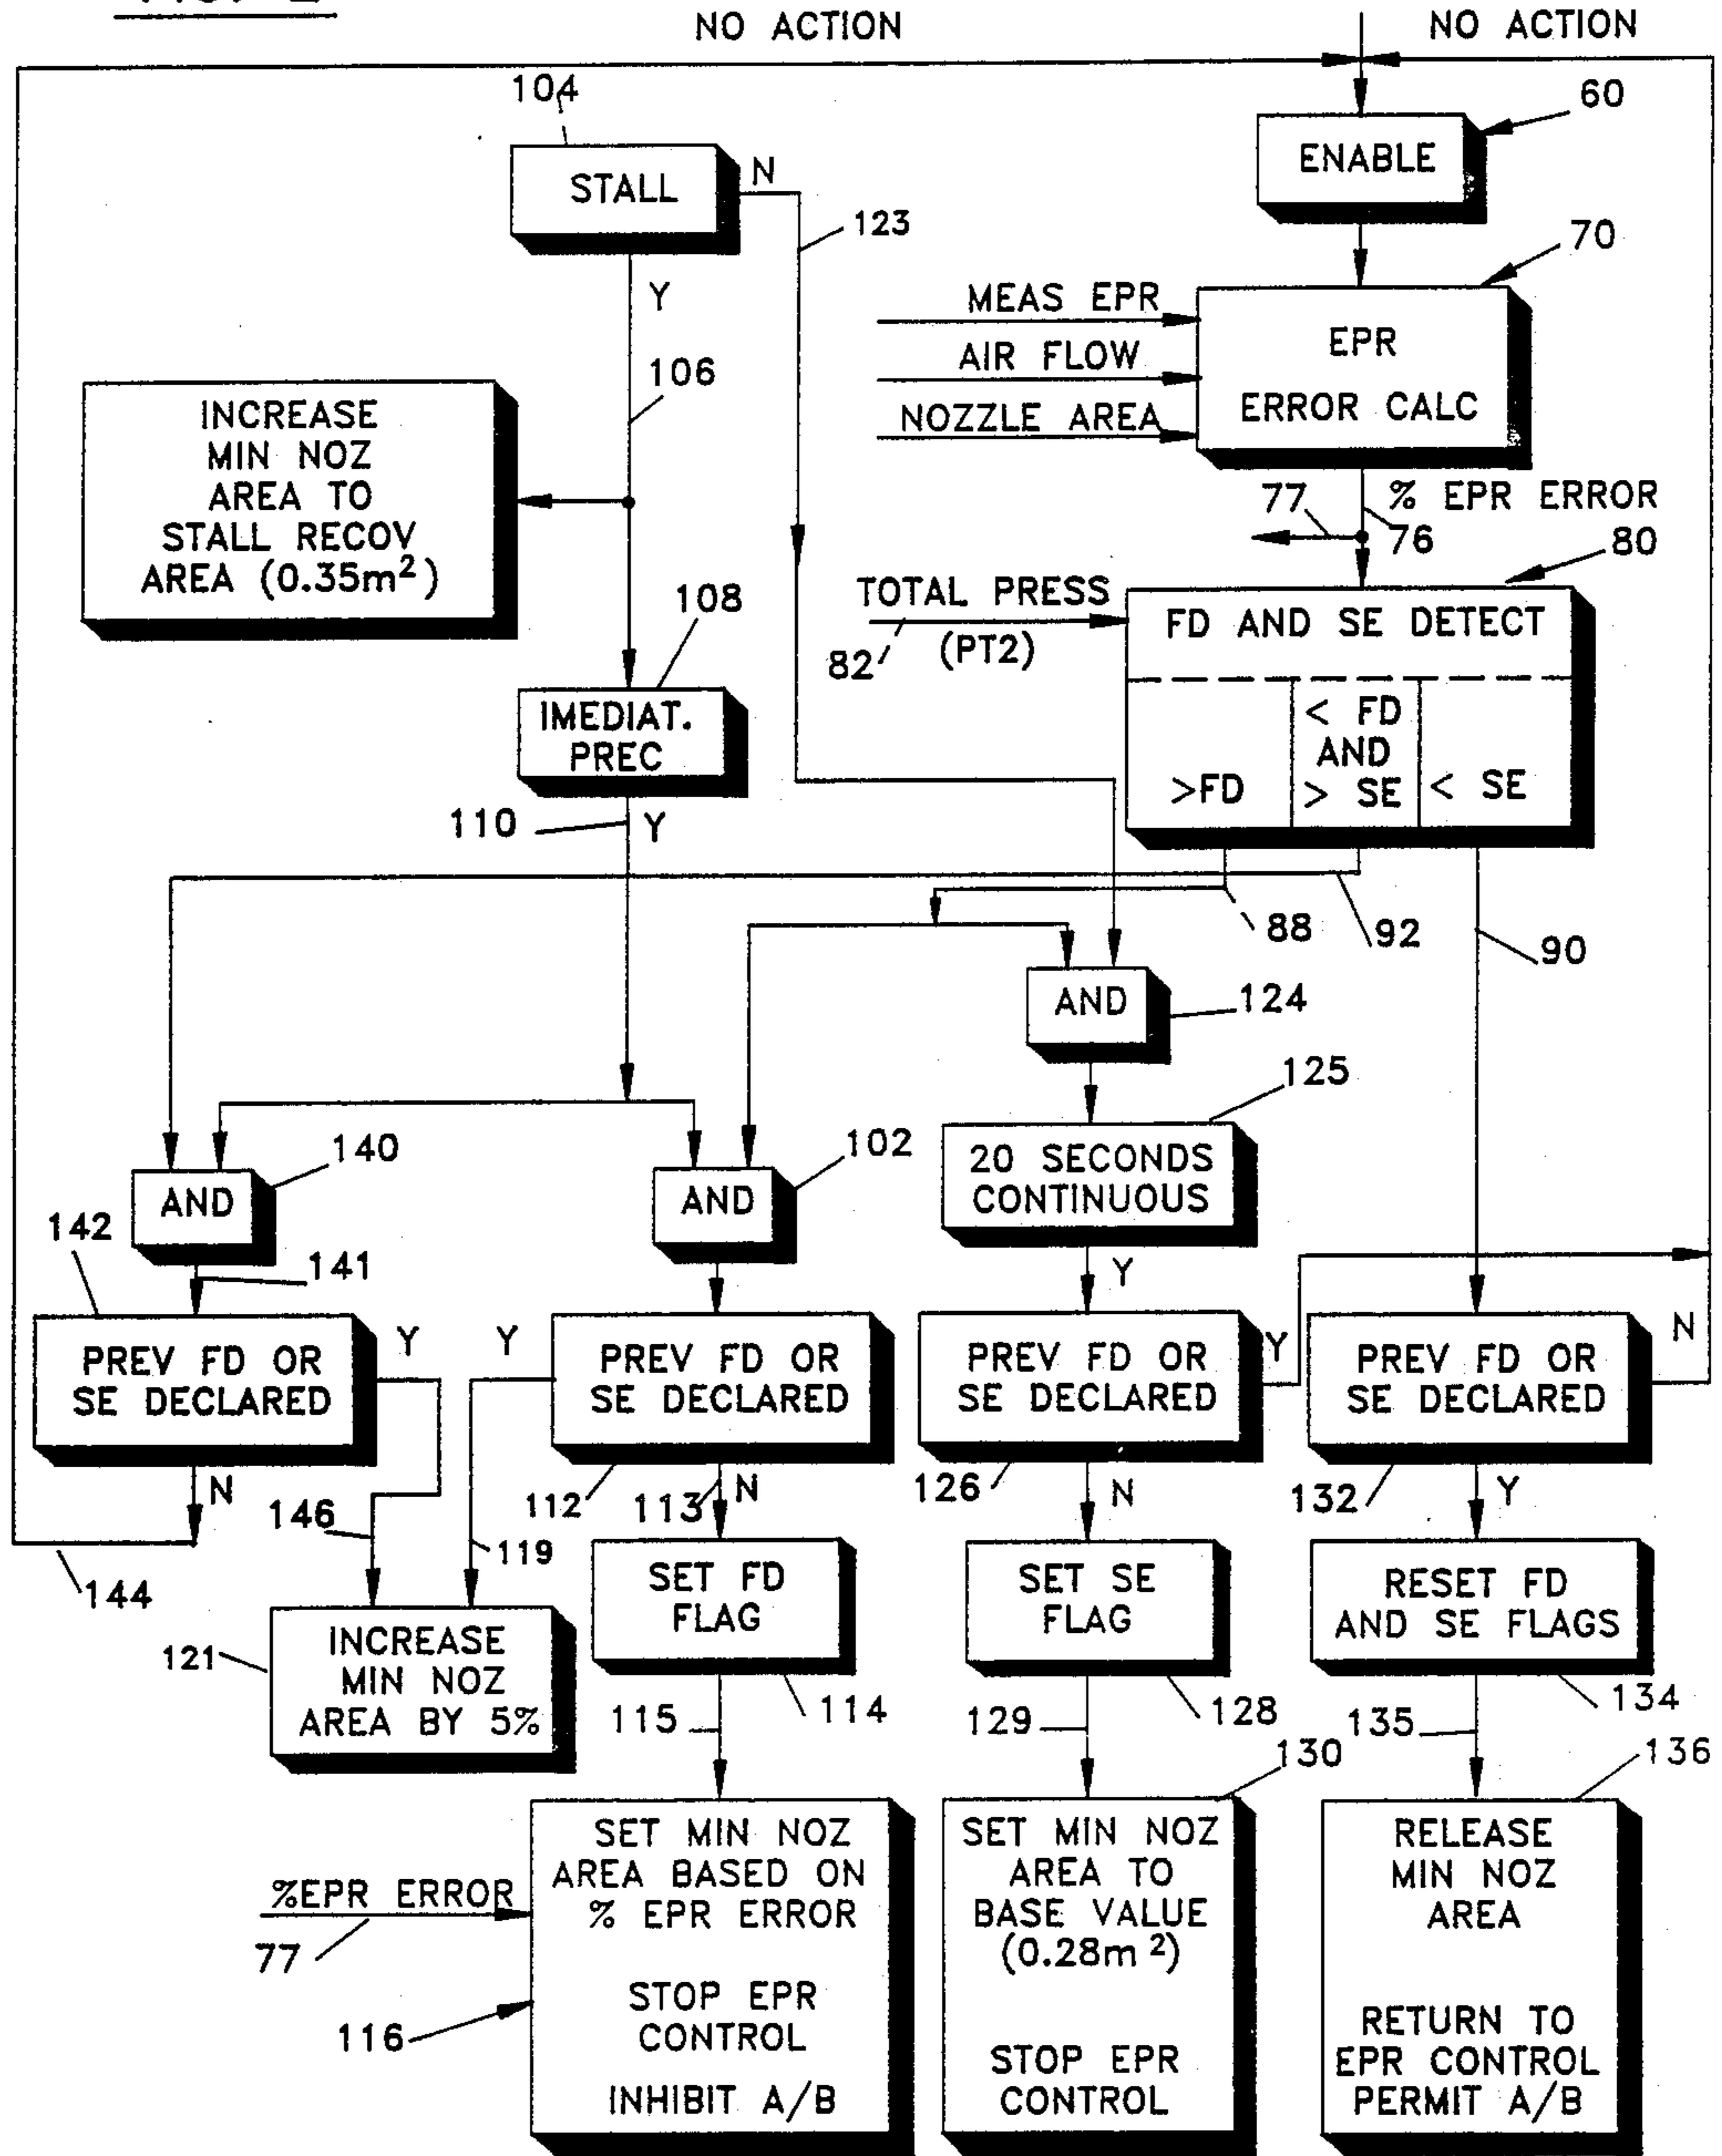 NO ACTION
NO ACTION
104
60
STALL
N
ENABLE
123
70
Y
MEAS EPR
AIR FLOW
NOZZLE AREA
EPR
ERROR CALC
106
INCREASE
MIN NOZ
AREA TO
STALL RECOV
AREA (0.35m²)
77
% EPR ERROR
76
80
108
TOTAL PRESS
(PT2)
82
FD AND SE DETECT
>FD
< FD
AND
> SE
< SE
IMEDIAT.
PREC
110
Y
88
92
90
AND
124
125
20 SECONDS
CONTINUOUS
140
AND
102
AND
142
141
Y
PREV FD OR
SE DECLARED
Y
Y
PREV FD OR
SE DECLARED
PREV FD OR
SE DECLARED
Y
PREV FD OR
SE DECLARED
N
N
144
146
119
112
113
N
126
N
132
Y
SET FD
FLAG
SET SE
FLAG
RESET FD
AND SE FLAGS
121
INCREASE
MIN NOZ
AREA BY 5%
115
114
129
128
135
134
130
136
%EPR ERROR
77
116
SET MIN NOZ
AREA BASED ON
% EPR ERROR
STOP EPR
CONTROL
INHIBIT A/B
SET MIN NOZ
AREA TO
BASE VALUE
(0.28m²)
STOP EPR
CONTROL
RELEASE
MIN NOZ
AREA
RETURN TO
EPR CONTROL
PERMIT A/B